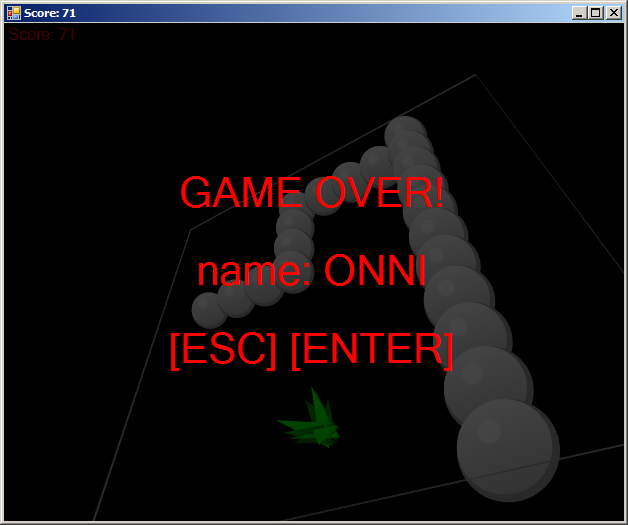 Score: 71
Score: 71
GAME OVER!
name: ONNI
[ESC] [ENTER]